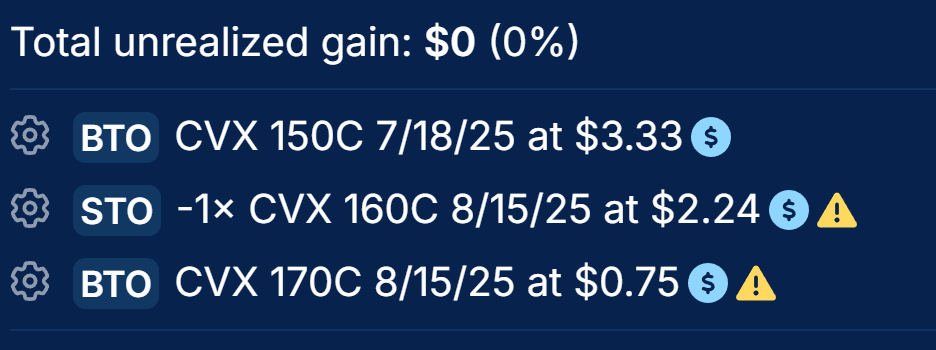 Total unrealized gain: $0 (0%)
BTO CVX 150C 7/18/25 at $3.33 $
STO -1× CVX 160C 8/15/25 at $2.24 $ !
BTO CVX 170C 8/15/25 at $0.75 $ !